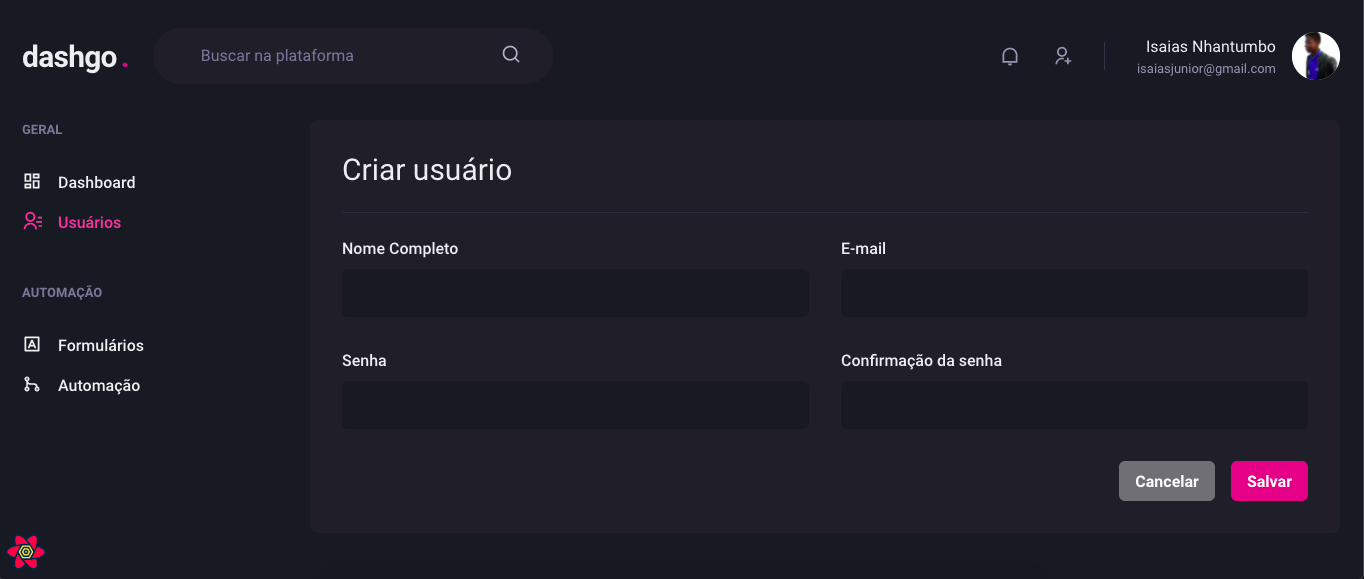 dashgo.
Buscar na plataforma
Isaias Nhantumbo
isaiasjunior@gmail.com
GERAL
Dashboard
Usuários
AUTOMAÇÃO
Formulários
Automação
Criar usuário
Nome Completo
E-mail
Senha
Confirmação da senha
Cancelar
Salvar